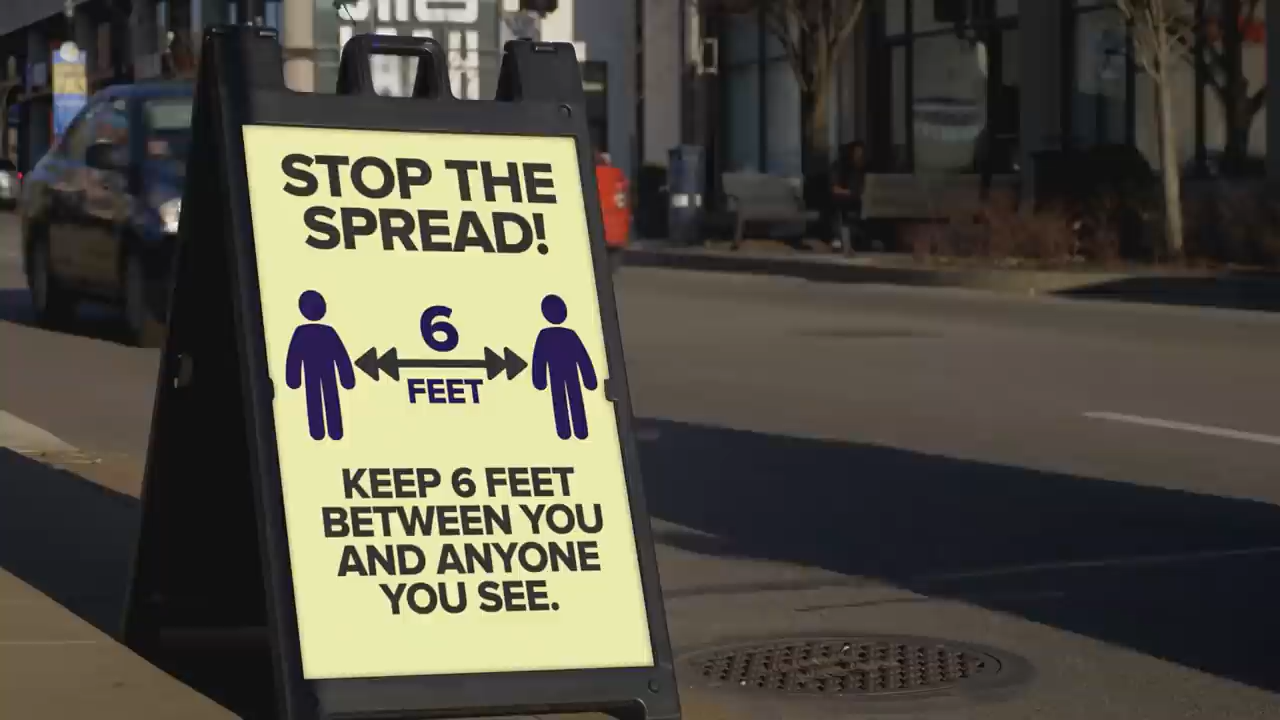 STOP THE
SPREAD!
6
FEET
KEEP 6 FEET
BETWEEN YOU
AND ANYONE
YOU SEE.